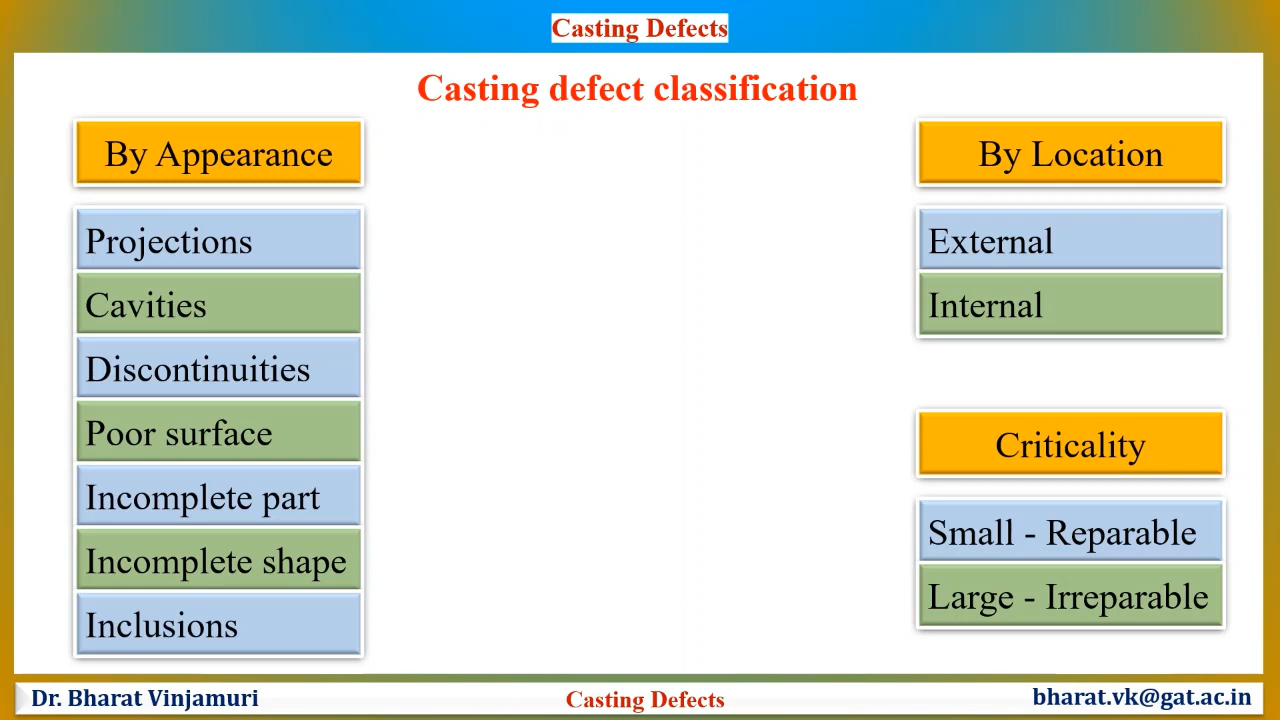 Casting Defects
Casting defect classification
By Appearance
Projections
Cavities
Discontinuities
Poor surface
Incomplete part
Incomplete shape
Inclusions
By Location
External
Internal
Criticality
Small - Reparable
Large - Irreparable
Dr. Bharat Vinjamuri
Casting Defects
bharat.vk@gat.ac.in